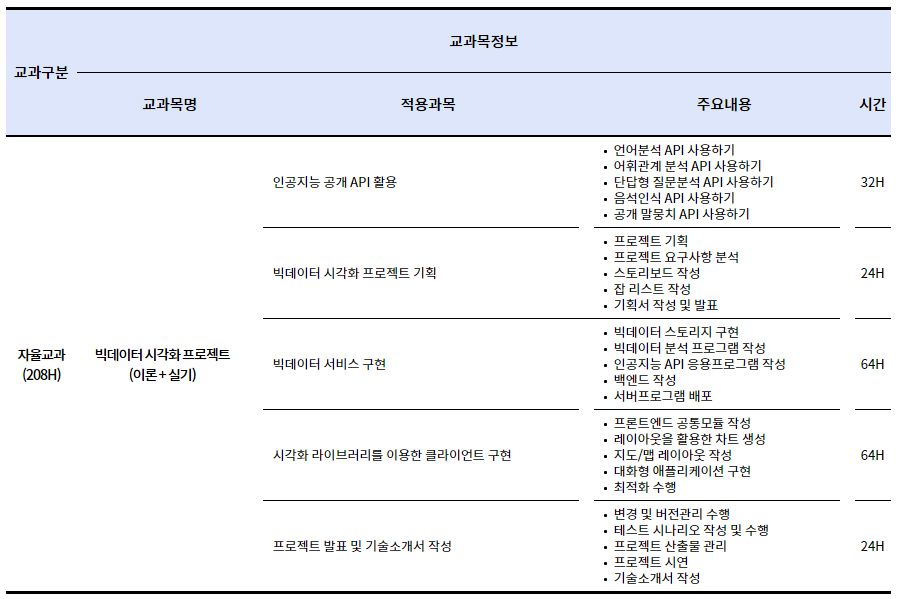 교과목정보
교과구분
교과목명 적용과목 주요내용 시간
자율교과
(208H)
빅데이터 시각화 프로젝트
(이론 + 실기)
인공지능 공개 API 활용
• 언어분석 API 사용하기
• 어휘관계 분석 API 사용하기
• 단답형 질문분석 API 사용하기
• 음석인식 API 사용하기
• 공개 말뭉치 API 사용하기
32H
빅데이터 시각화 프로젝트 기획
• 프로젝트 기획
• 프로젝트 요구사항 분석
• 스토리보드 작성
• 잡 리스트 작성
• 기획서 작성 및 발표
24H
빅데이터 서비스 구현
• 빅데이터 스토리지 구현
• 빅데이터 분석 프로그램 작성
• 인공지능 API 응용프로그램 작성
• 백엔드 작성
• 서버프로그램 배포
64H
시각화 라이브러리를 이용한 클라이언트 구현
• 프론트엔드 공통모듈 작성
• 레이아웃을 활용한 차트 생성
• 지도/맵 레이아웃 작성
• 대화형 애플리케이션 구현
• 최적화 수행
64H
프로젝트 발표 및 기술소개서 작성
• 변경 및 버전관리 수행
• 테스트 시나리오 작성 및 수행
• 프로젝트 산출물 관리
• 프로젝트 시연
• 기술소개서 작성
24H